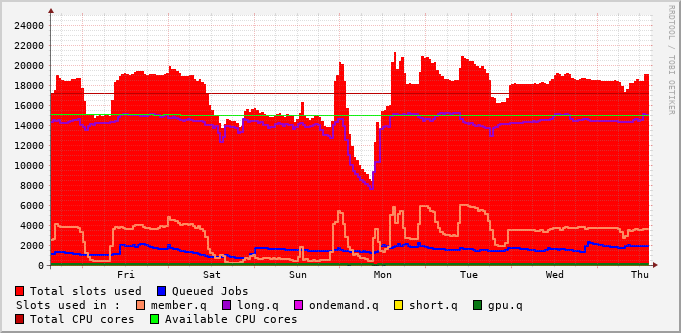 24000
22000
20000
18000
16000
14000
12000
10000
8000
6000
4000
2000
0
Fri Sat Sun Mon Tue Wed Thu
RRDTOOL / TOBI OETIKER
Total slots used Queued Jobs
Slots used in : member.q long.q ondemand.q short.q gpu.q
Total CPU cores Available CPU cores